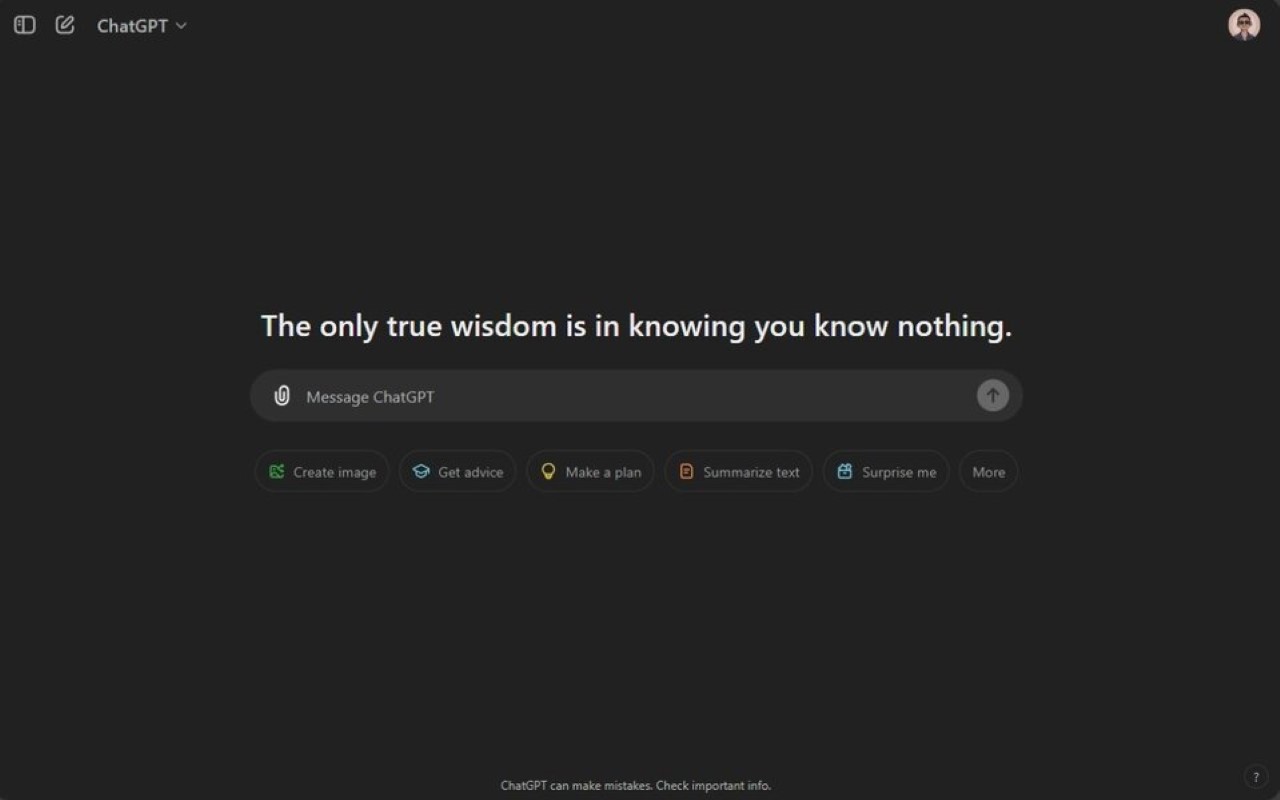 ChatGPT
The only true wisdom is in knowing you know nothing.
Message ChatGPT
Create image Get advice Make a plan Summarize text Surprise me More
ChatGPT can make mistakes. Check important info.
?